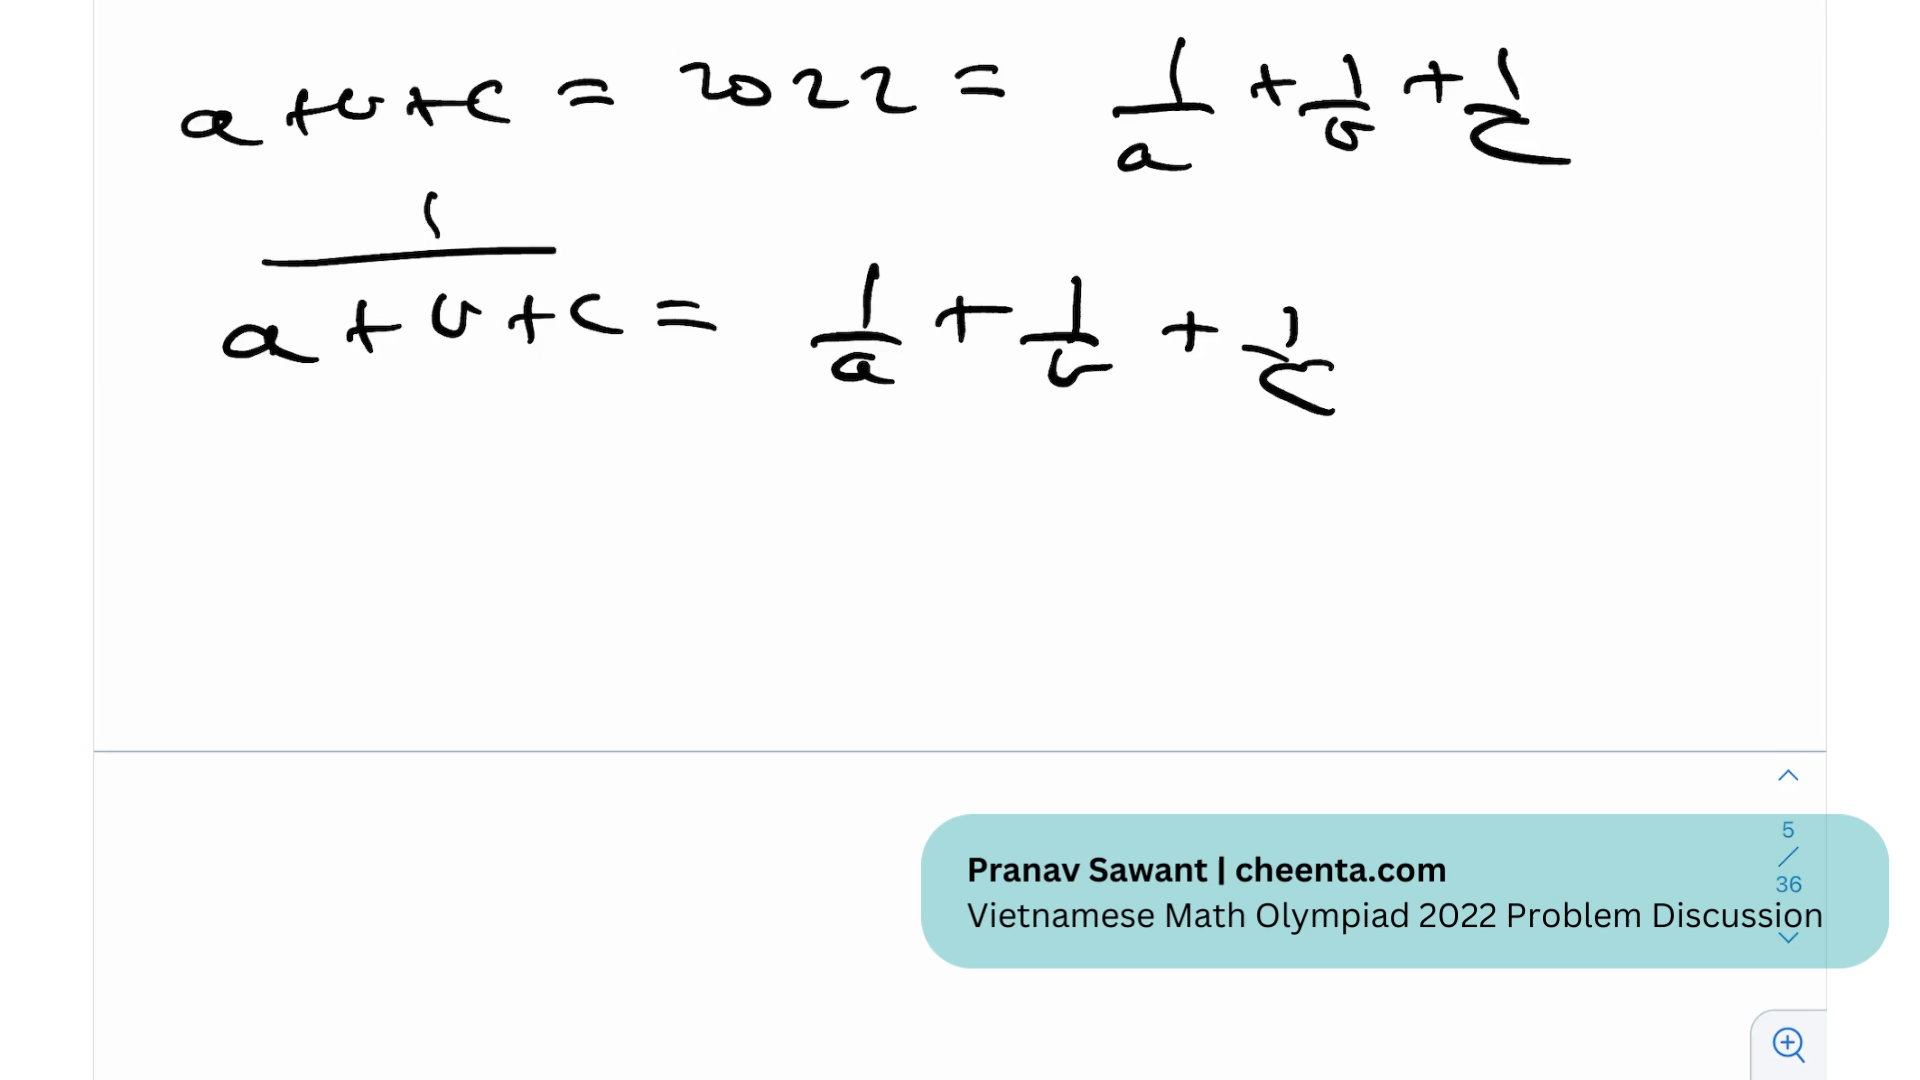 a + b + c = 2022 = 1/a + 1/b + 1/c
1/(a + b + c) = 1/a + 1/b + 1/c
5
/
36
Pranav Sawant | cheenta.com
Vietnamese Math Olympiad 2022 Problem Discussion